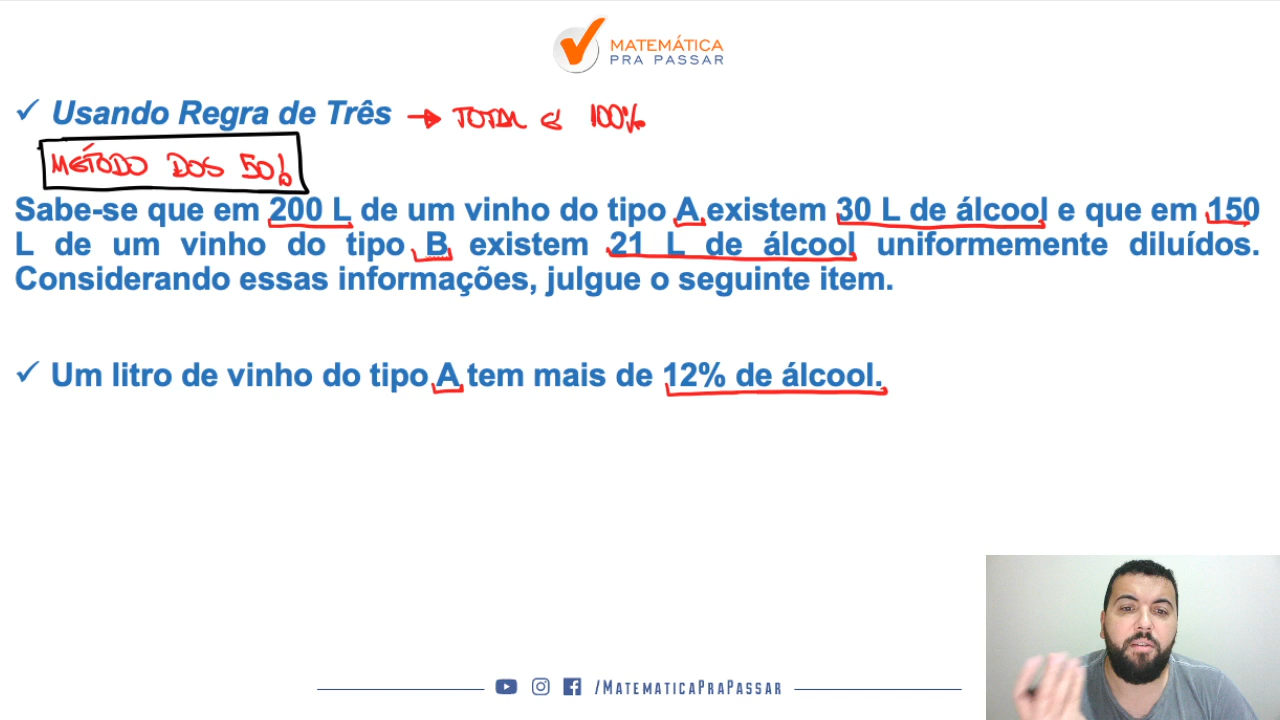 MATEMÁTICA
PRA PASSAR
✓ Usando Regra de Três → TOTAL É 100%
MÉTODO DOS 50%
Sabe-se que em 200 L de um vinho do tipo A existem 30 L de álcool e que em 150
L de um vinho do tipo B existem 21 L de álcool uniformemente diluídos.
Considerando essas informações, julgue o seguinte item.
✓ Um litro de vinho do tipo A tem mais de 12% de álcool.
/MATEMATICAPRAPASSAR